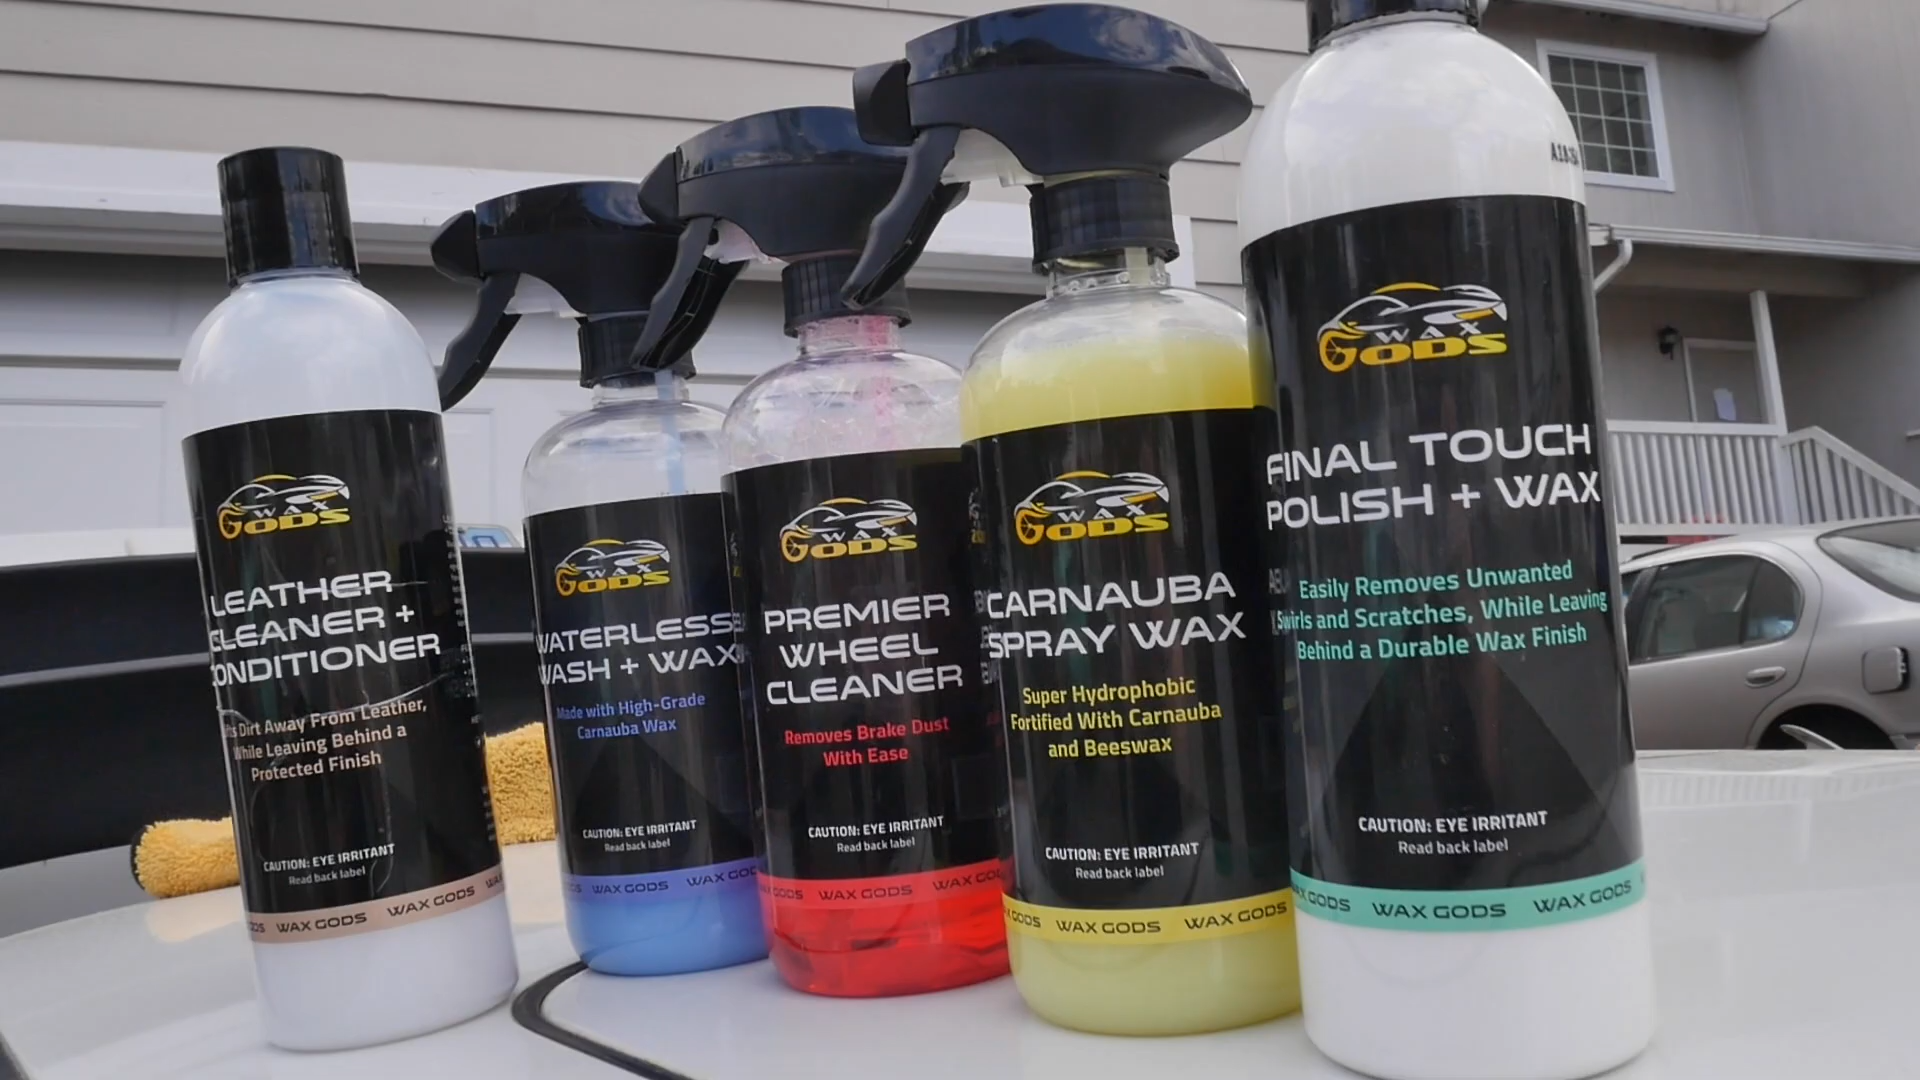 WAX
GODS
LEATHER
CLEANER +
CONDITIONER
Dirt Away From Leather,
While Leaving Behind a
Protected Finish
CAUTION: EYE IRRITANT
Read back label
WAX GODS WAX GODS WAX
WAX
GODS
WATERLESS
WASH + WAX
Made with High-Grade
Carnauba Wax
CAUTION: EYE IRRITANT
Read back label
WAX GODS WAX GODS
WAX
GODS
PREMIER
WHEEL
CLEANER
Removes Brake Dust
With Ease
CAUTION: EYE IRRITANT
Read back label
WAX GODS WAX GODS
WAX
GODS
CARNAUBA
SPRAY WAX
Super Hydrophobic
Fortified With Carnauba
and Beeswax
CAUTION: EYE IRRITANT
Read back label
GODS WAX GODS WAX GODS
WAX
GODS
FINAL TOUCH
POLISH + WAX
Easily Removes Unwanted
Swirls and Scratches, While Leaving
Behind a Durable Wax Finish
CAUTION: EYE IRRITANT
Read back label
GODS WAX GODS WAX GODS